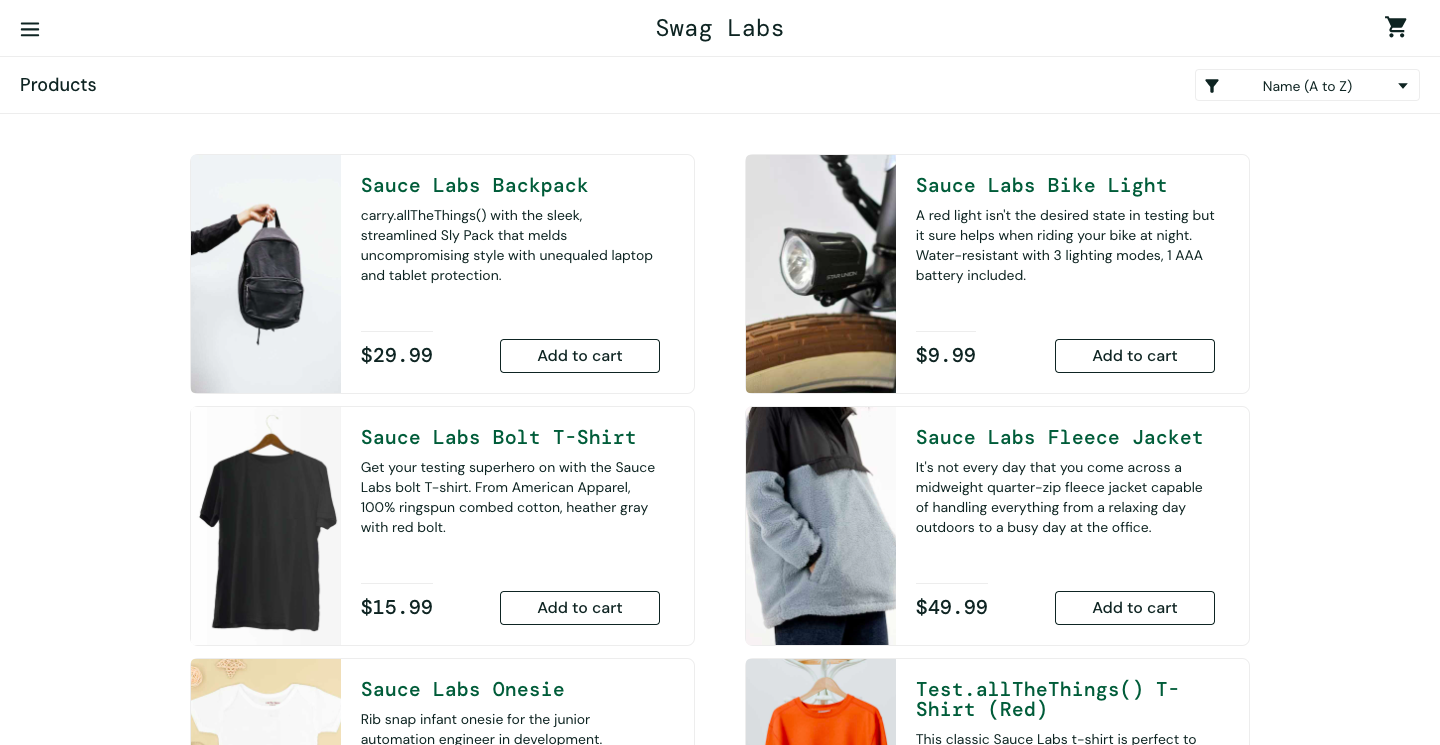 Swag Labs
Products
Name (A to Z)
Sauce Labs Backpack
carry.allTheThings() with the sleek,
streamlined Sly Pack that melds
uncompromising style with unequaled laptop
and tablet protection.
$29.99
Add to cart
Sauce Labs Bike Light
A red light isn't the desired state in testing but
it sure helps when riding your bike at night.
Water-resistant with 3 lighting modes, 1 AAA
battery included.
$9.99
Add to cart
Sauce Labs Bolt T-Shirt
Get your testing superhero on with the Sauce
Labs bolt T-shirt. From American Apparel,
100% ringspun combed cotton, heather gray
with red bolt.
$15.99
Add to cart
Sauce Labs Fleece Jacket
It's not every day that you come across a
midweight quarter-zip fleece jacket capable
of handling everything from a relaxing day
outdoors to a busy day at the office.
$49.99
Add to cart
Sauce Labs Onesie
Rib snap infant onesie for the junior
automation engineer in development.
Test.allTheThings() T-
Shirt (Red)
This classic Sauce Labs t-shirt is perfect to